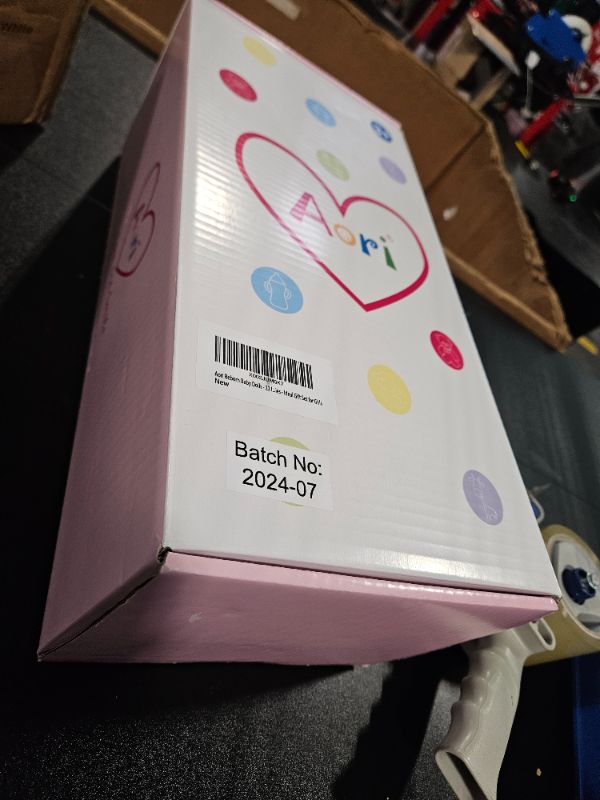 Aori
Aori Reborn Baby Dolls -
New
Batch No:
2024-07